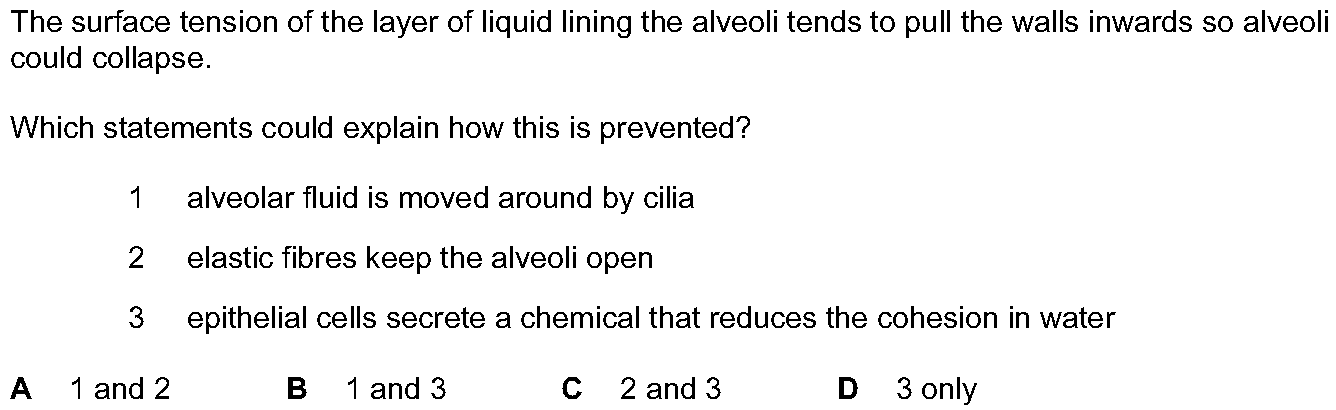 The surface tension of the layer of liquid lining the alveoli tends to pull the walls inwards so alveoli
could collapse.
Which statements could explain how this is prevented?
1 alveolar fluid is moved around by cilia
2 elastic fibres keep the alveoli open
3 epithelial cells secrete a chemical that reduces the cohesion in water
A 1 and 2 B 1 and 3 C 2 and 3 D 3 only